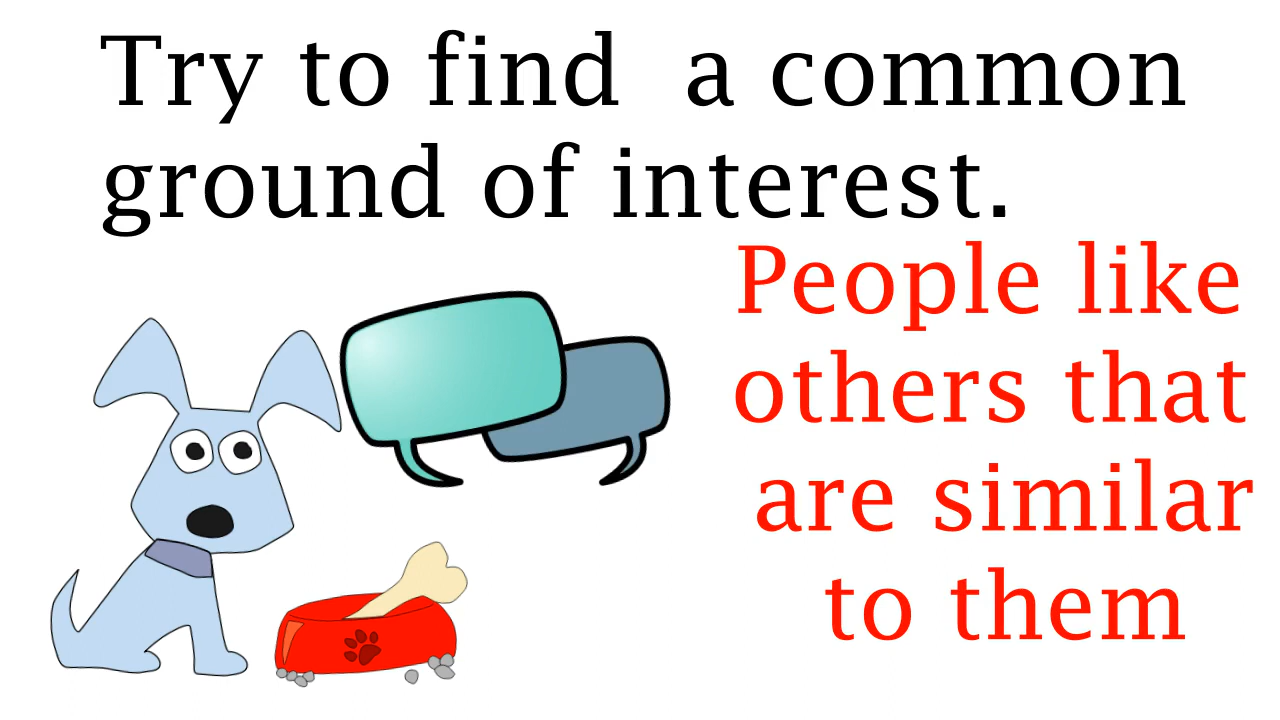 Try to find  a common
ground of interest.
People like
others that
are similar
to them